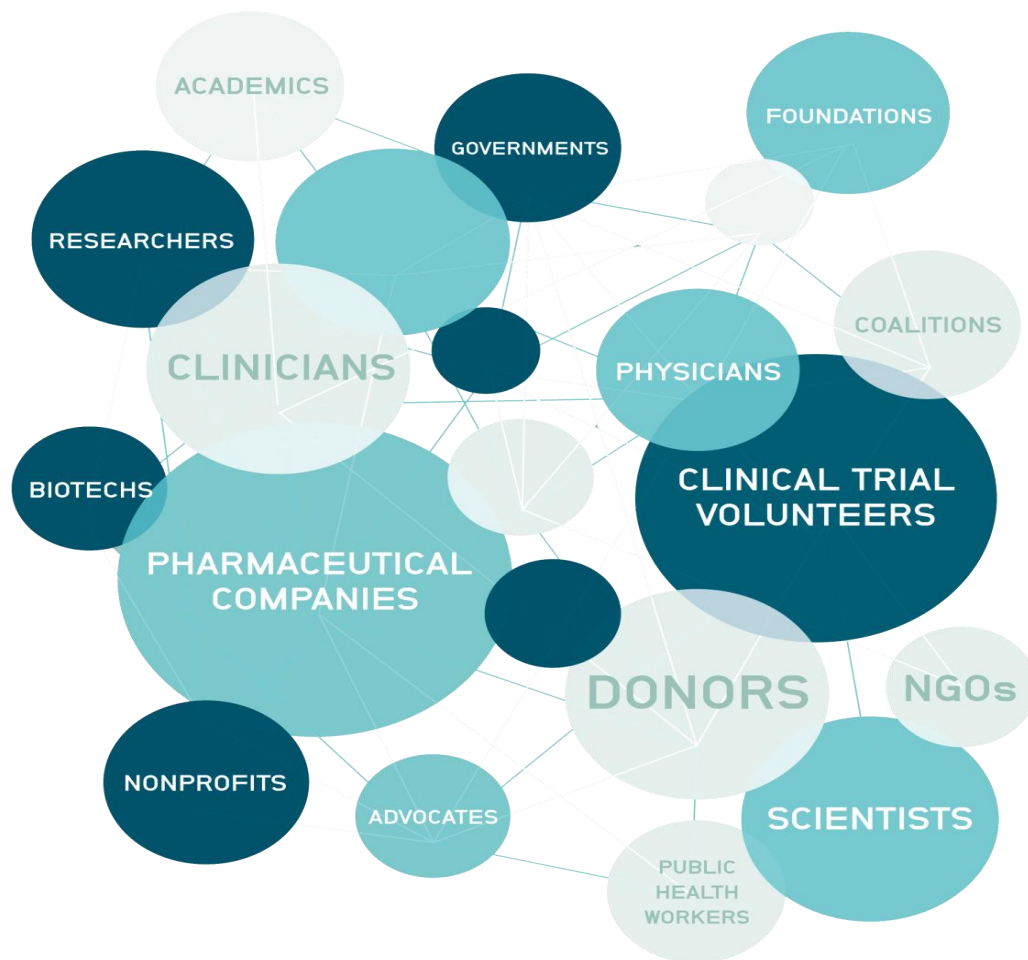 ACADEMICS
GOVERNMENTS
FOUNDATIONS
RESEARCHERS
CLINICIANS
COALITIONS
PHYSICIANS
BIOTECHS
CLINICAL TRIAL
VOLUNTEERS
PHARMACEUTICAL
COMPANIES
DONORS
NGOs
NONPROFITS
ADVOCATES
SCIENTISTS
PUBLIC
HEALTH
WORKERS